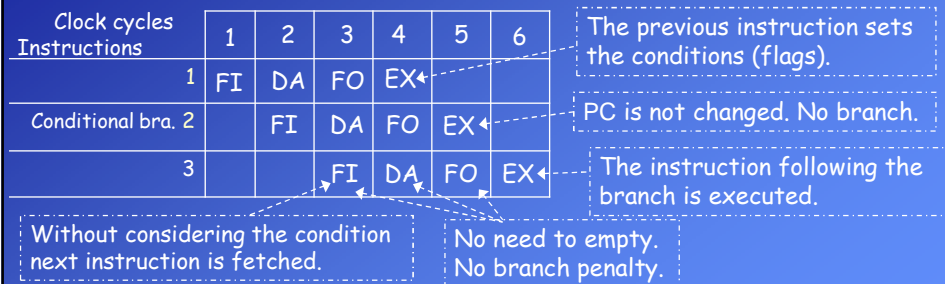 Clock cycles
Instructions
1 2 3 4 5 6
The previous instruction sets
the conditions (flags).
1 FI DA FO EX
Conditional bra. 2 FI DA FO EX
PC is not changed. No branch.
3 FI DA FO EX
The instruction following the
branch is executed.
Without considering the condition
next instruction is fetched.
No need to empty.
No branch penalty.